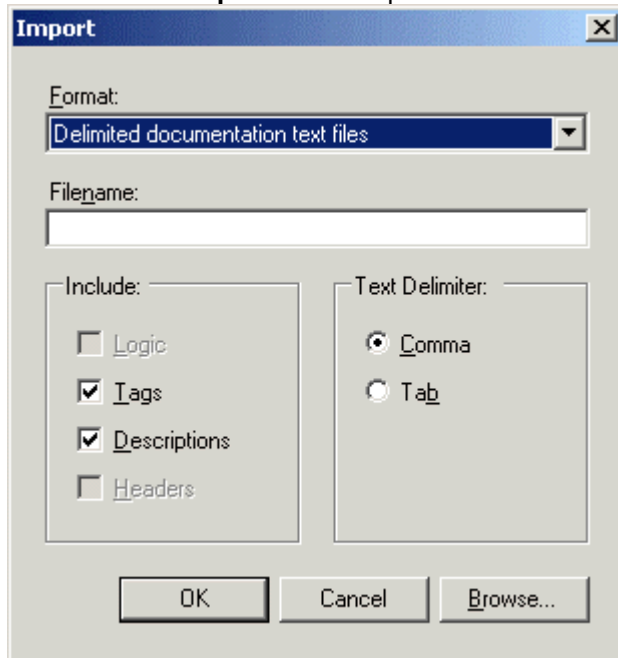 Import
Format:
Delimited documentation text files
Filename:
Include:
Logic
Tags
Descriptions
Headers
Text Delimiter:
Comma
Tab
OK
Cancel
Browse...